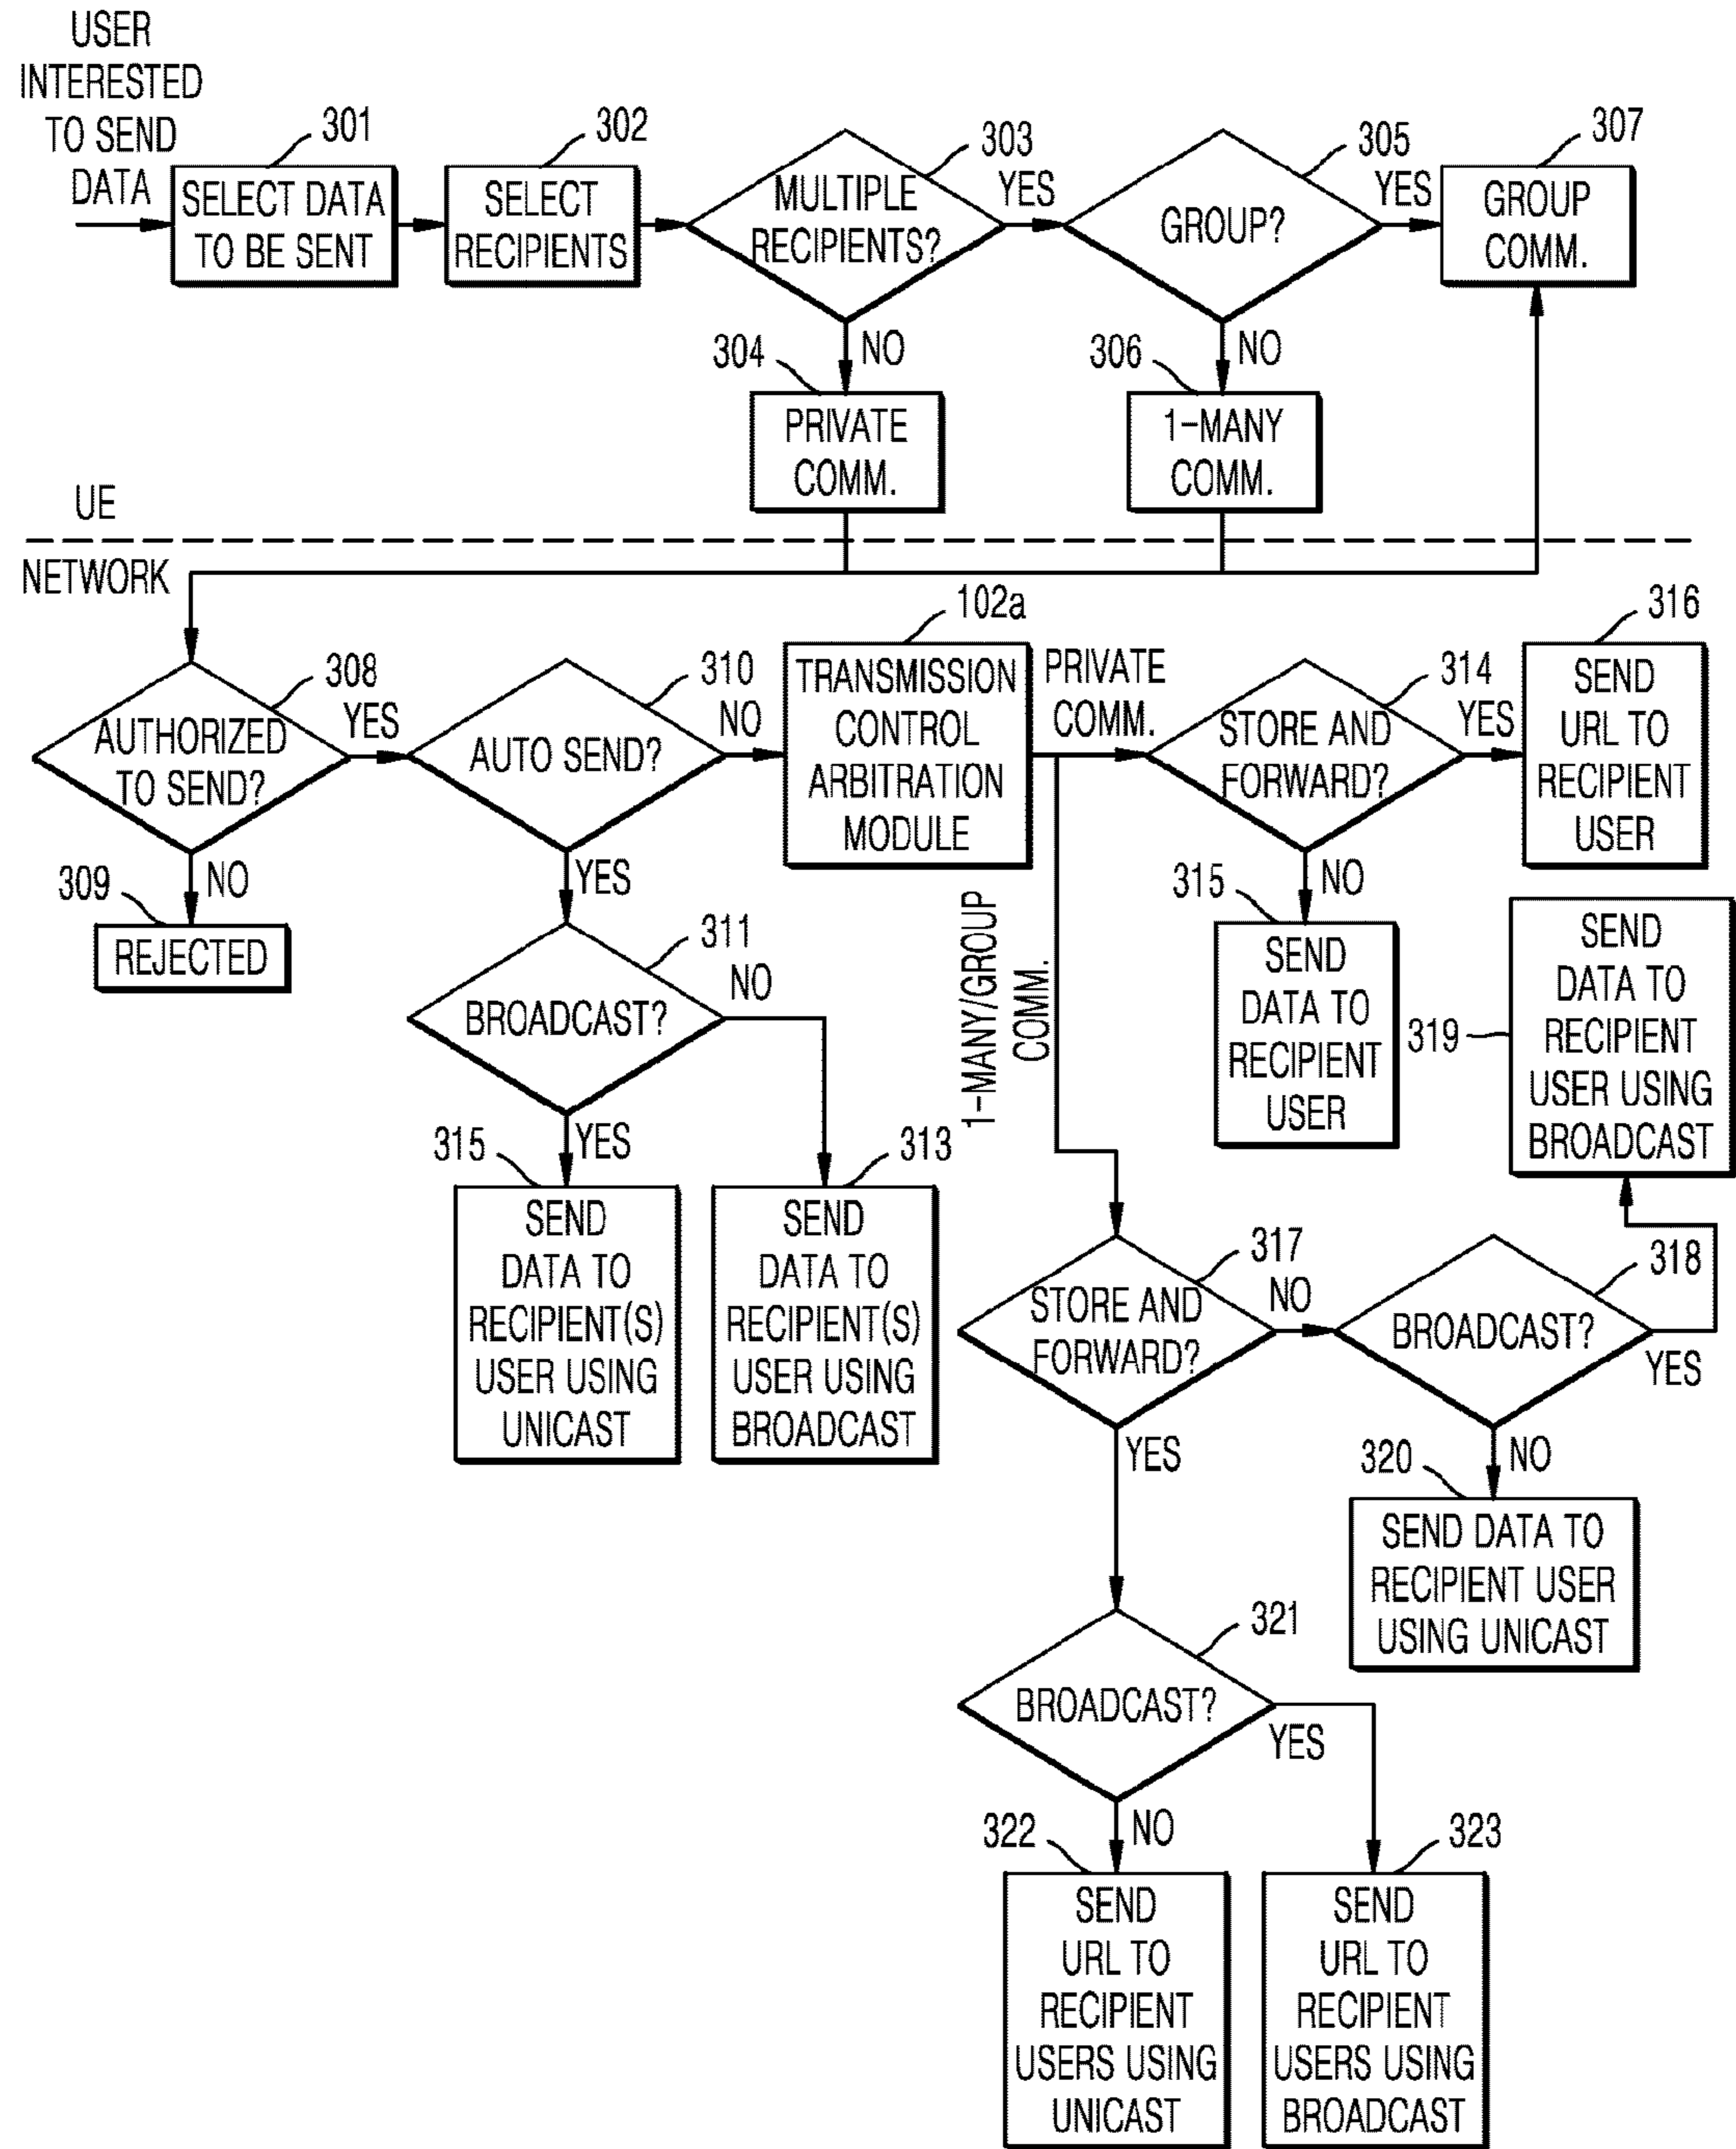 USER
INTERESTED
TO SEND
DATA
301
SELECT DATA
TO BE SENT
302
SELECT
RECIPIENTS
303
MULTIPLE
RECIPIENTS?
YES
NO
305
GROUP?
YES
NO
307
GROUP
COMM.
304
PRIVATE
COMM.
306
1-MANY
COMM.
UE
NETWORK
308
AUTHORIZED
TO SEND?
YES
NO
309
REJECTED
310
AUTO SEND?
NO
YES
102a
TRANSMISSION
CONTROL
ARBITRATION
MODULE
PRIVATE
COMM.
314
STORE AND
FORWARD?
YES
NO
316
SEND
URL TO
RECIPIENT
USER
315
SEND
DATA TO
RECIPIENT
USER
311
BROADCAST?
NO
YES
315
SEND
DATA TO
RECIPIENT(S)
USER USING
UNICAST
313
SEND
DATA TO
RECIPIENT(S)
USER USING
BROADCAST
1-MANY/GROUP
COMM.
319
SEND
DATA TO
RECIPIENT
USER USING
BROADCAST
317
STORE AND
FORWARD?
NO
YES
318
BROADCAST?
YES
NO
320
SEND DATA TO
RECIPIENT USER
USING UNICAST
321
BROADCAST?
YES
NO
322
SEND
URL TO
RECIPIENT
USERS USING
UNICAST
323
SEND
URL TO
RECIPIENT
USERS USING
BROADCAST